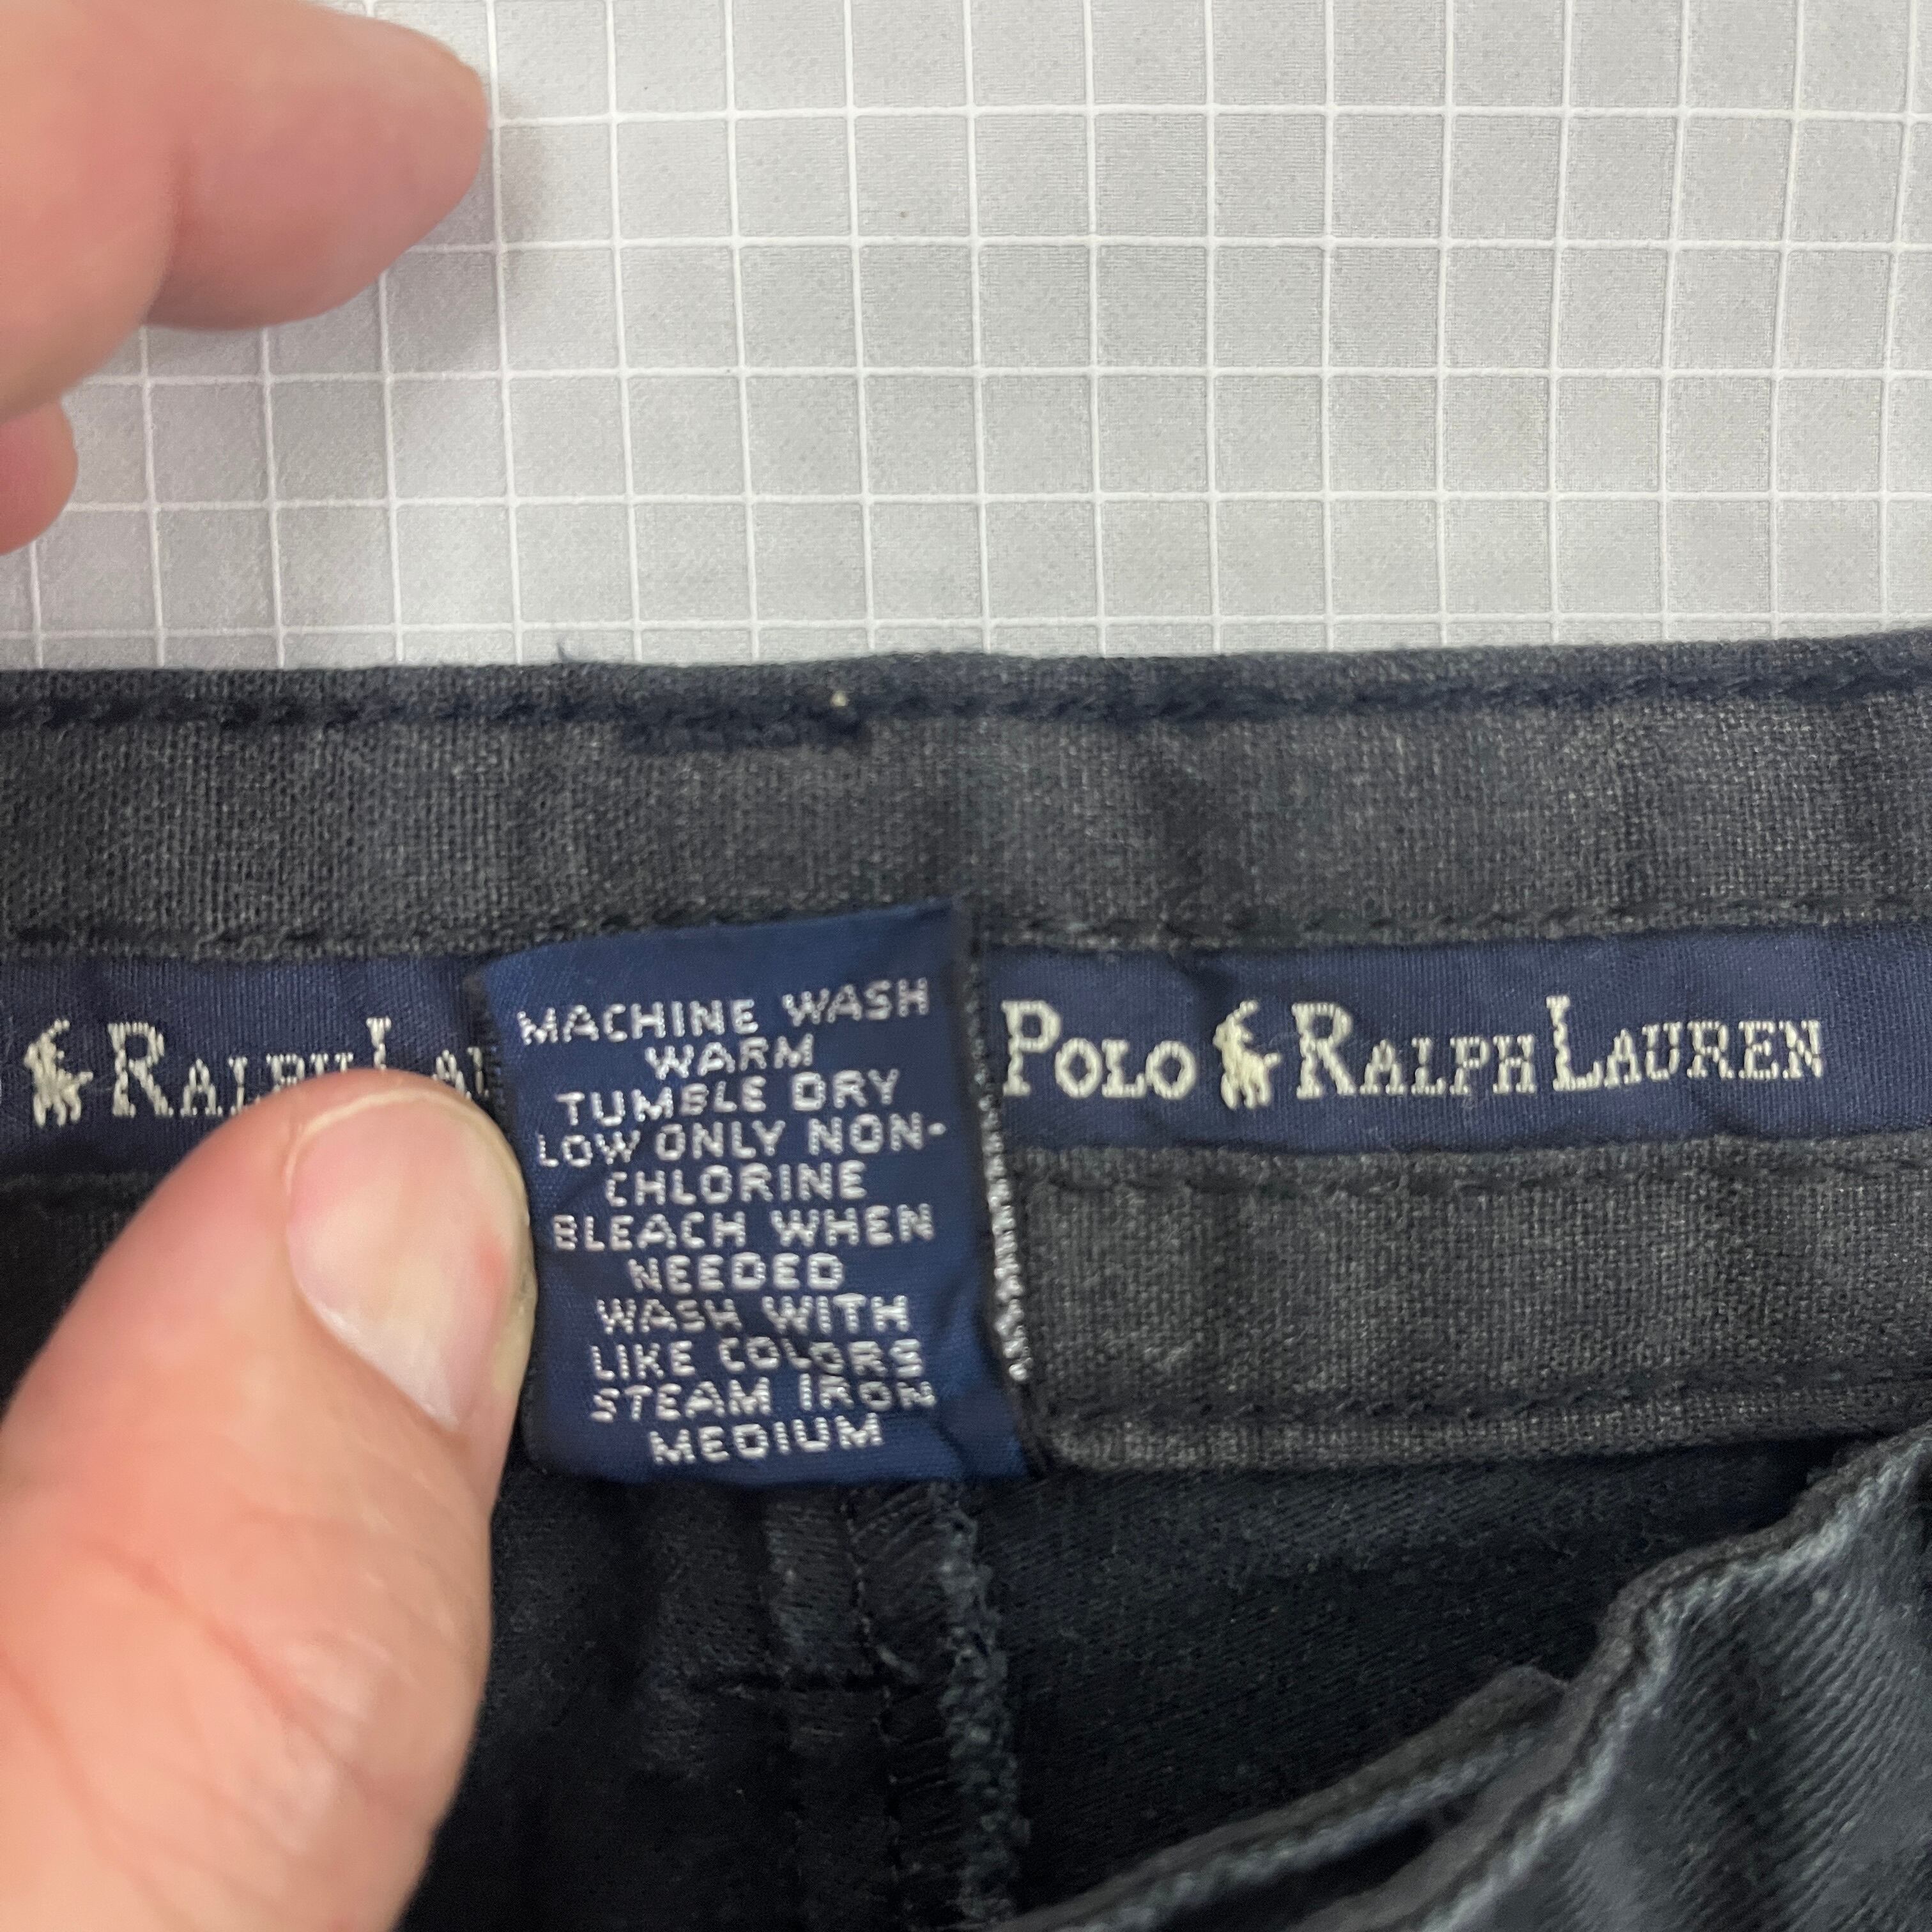 RALPH LAU
MACHINE WASH
WARM
TUMBLE DRY
LOW ONLY NON-
CHLORINE
BLEACH WHEN
NEEDED
WASH WITH
LIKE COLORS
STEAM IRON
MEDIUM
POLO RALPH LAUREN